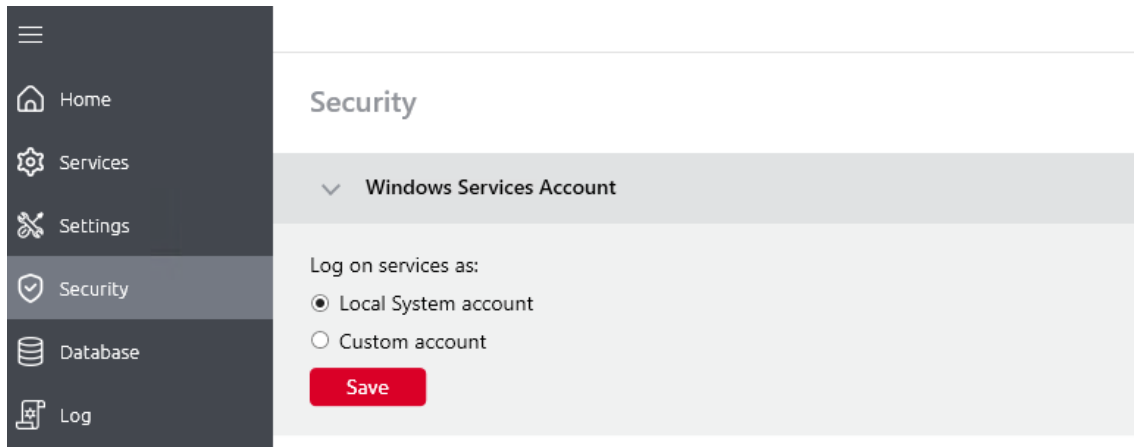 Home
Services
Settings
Security
Database
Log
Security
Windows Services Account
Log on services as:
Local System account
Custom account
Save